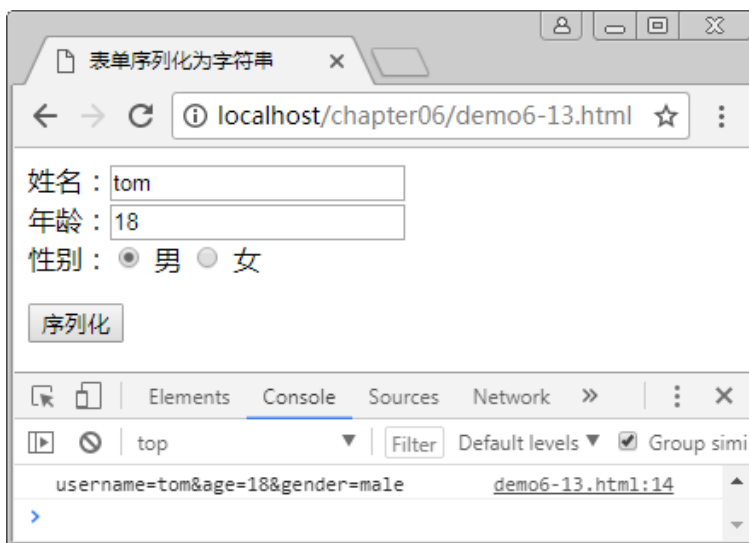 表单序列化为字符串
localhost/chapter06/demo6-13.html
姓名：tom
年龄：18
性别： 男 女
序列化
Elements Console Sources Network
top Filter Default levels Group simi
username=tom&age=18&gender=male demo6-13.html:14